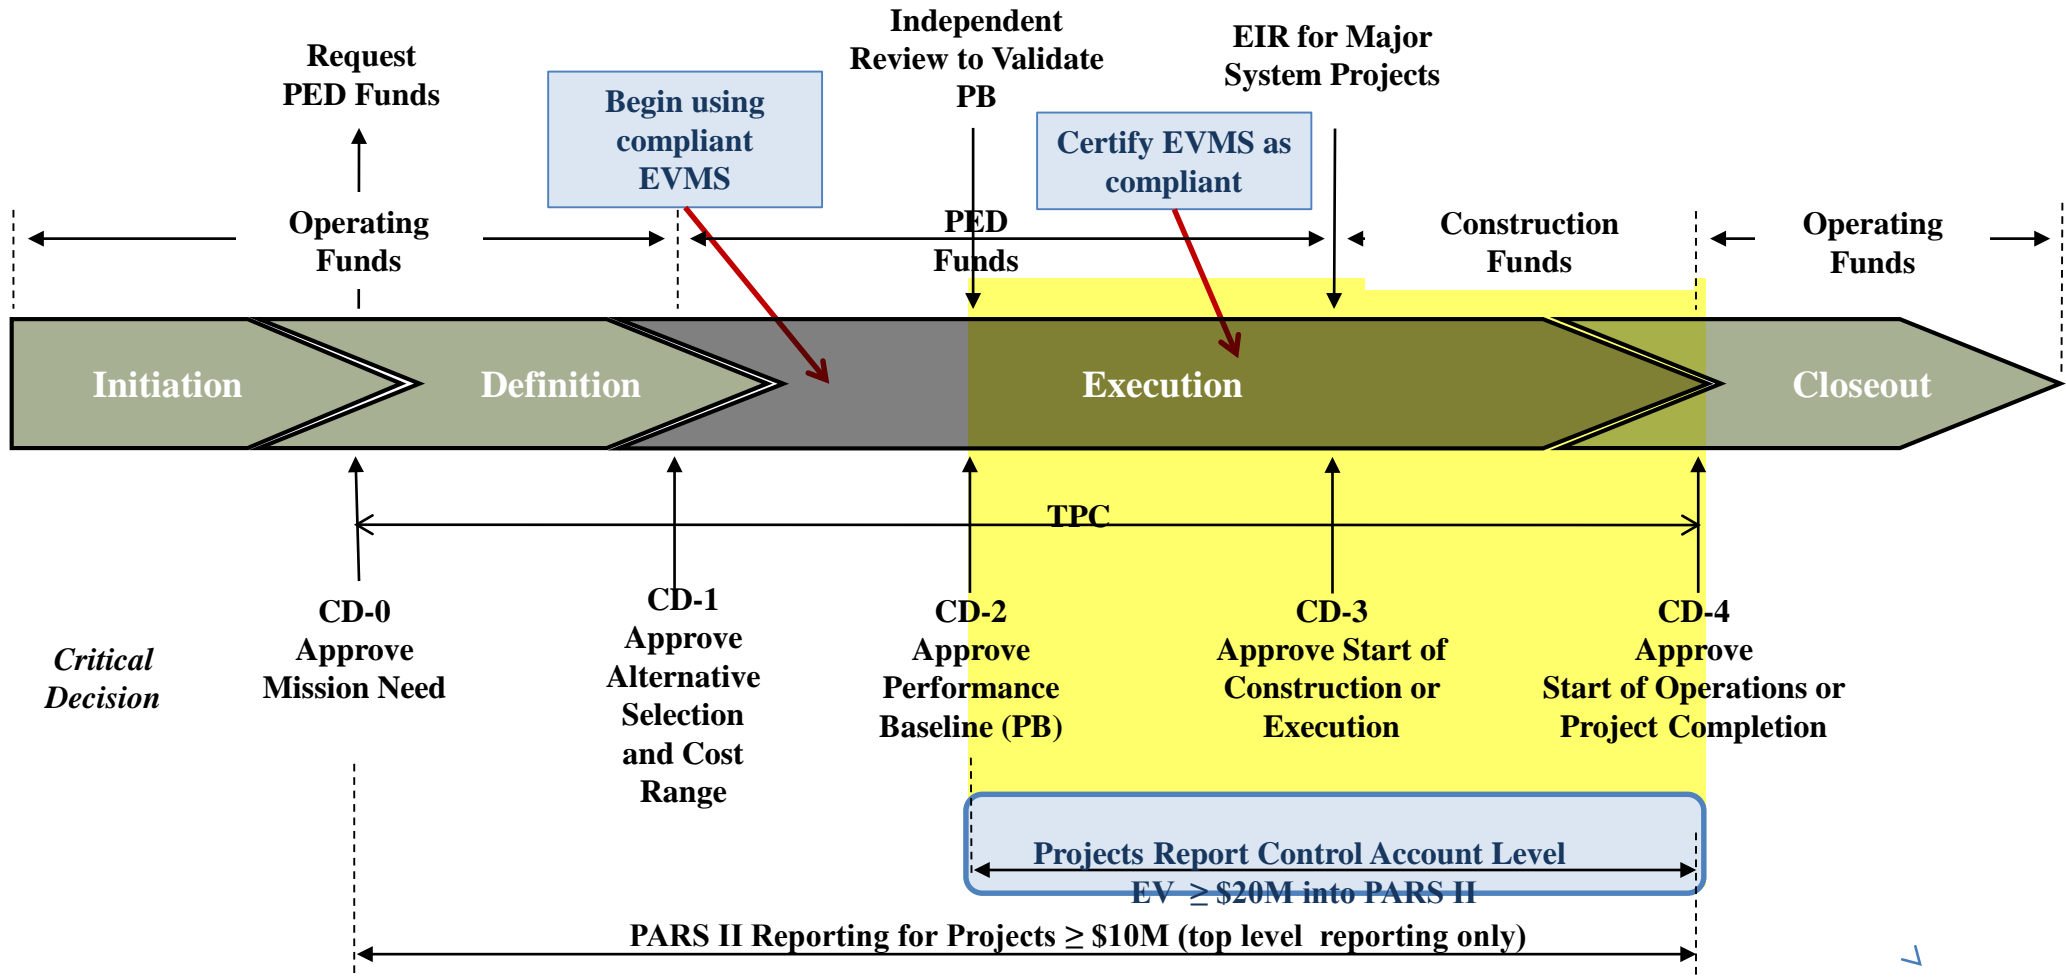 Request
PED Funds
Begin using
compliant
EVMS
Independent
Review to Validate
PB
Certify EVMS as
compliant
EIR for Major
System Projects
Operating
Funds
PED
Funds
Construction
Funds
Operating
Funds
Initiation
Definition
Execution
Closeout
TPC
Critical
Decision
CD-0
Approve
Mission Need
CD-1
Approve
Alternative
Selection
and Cost
Range
CD-2
Approve
Performance
Baseline (PB)
CD-3
Approve Start of
Construction or
Execution
CD-4
Approve
Start of Operations or
Project Completion
Projects Report Control Account Level
EV ≥ $20M into PARS II
PARS II Reporting for Projects ≥ $10M (top level reporting only)